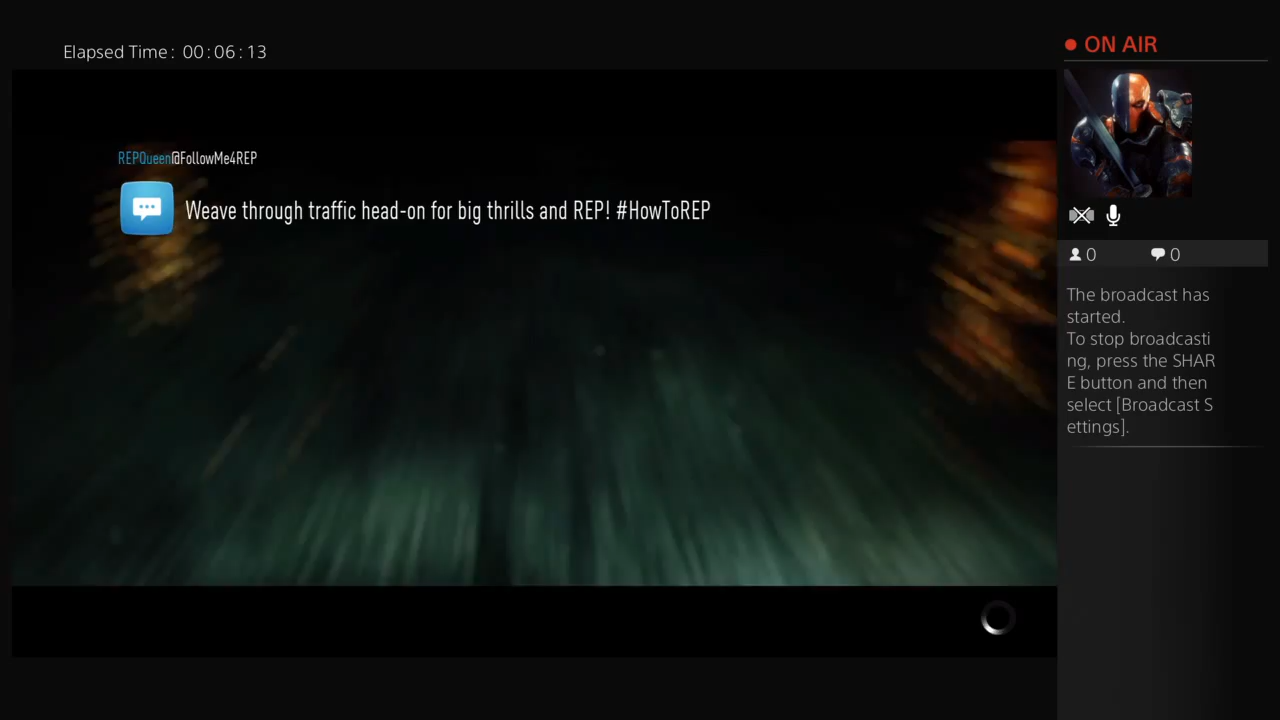 Elapsed Time: 00:06:13
ON AIR
REPQueen@FollowMe4REP
Weave through traffic head-on for big thrills and REP! #HowToREP
0 0
The broadcast has
started.
To stop broadcasti
ng, press the SHAR
E button and then
select [Broadcast S
ettings].